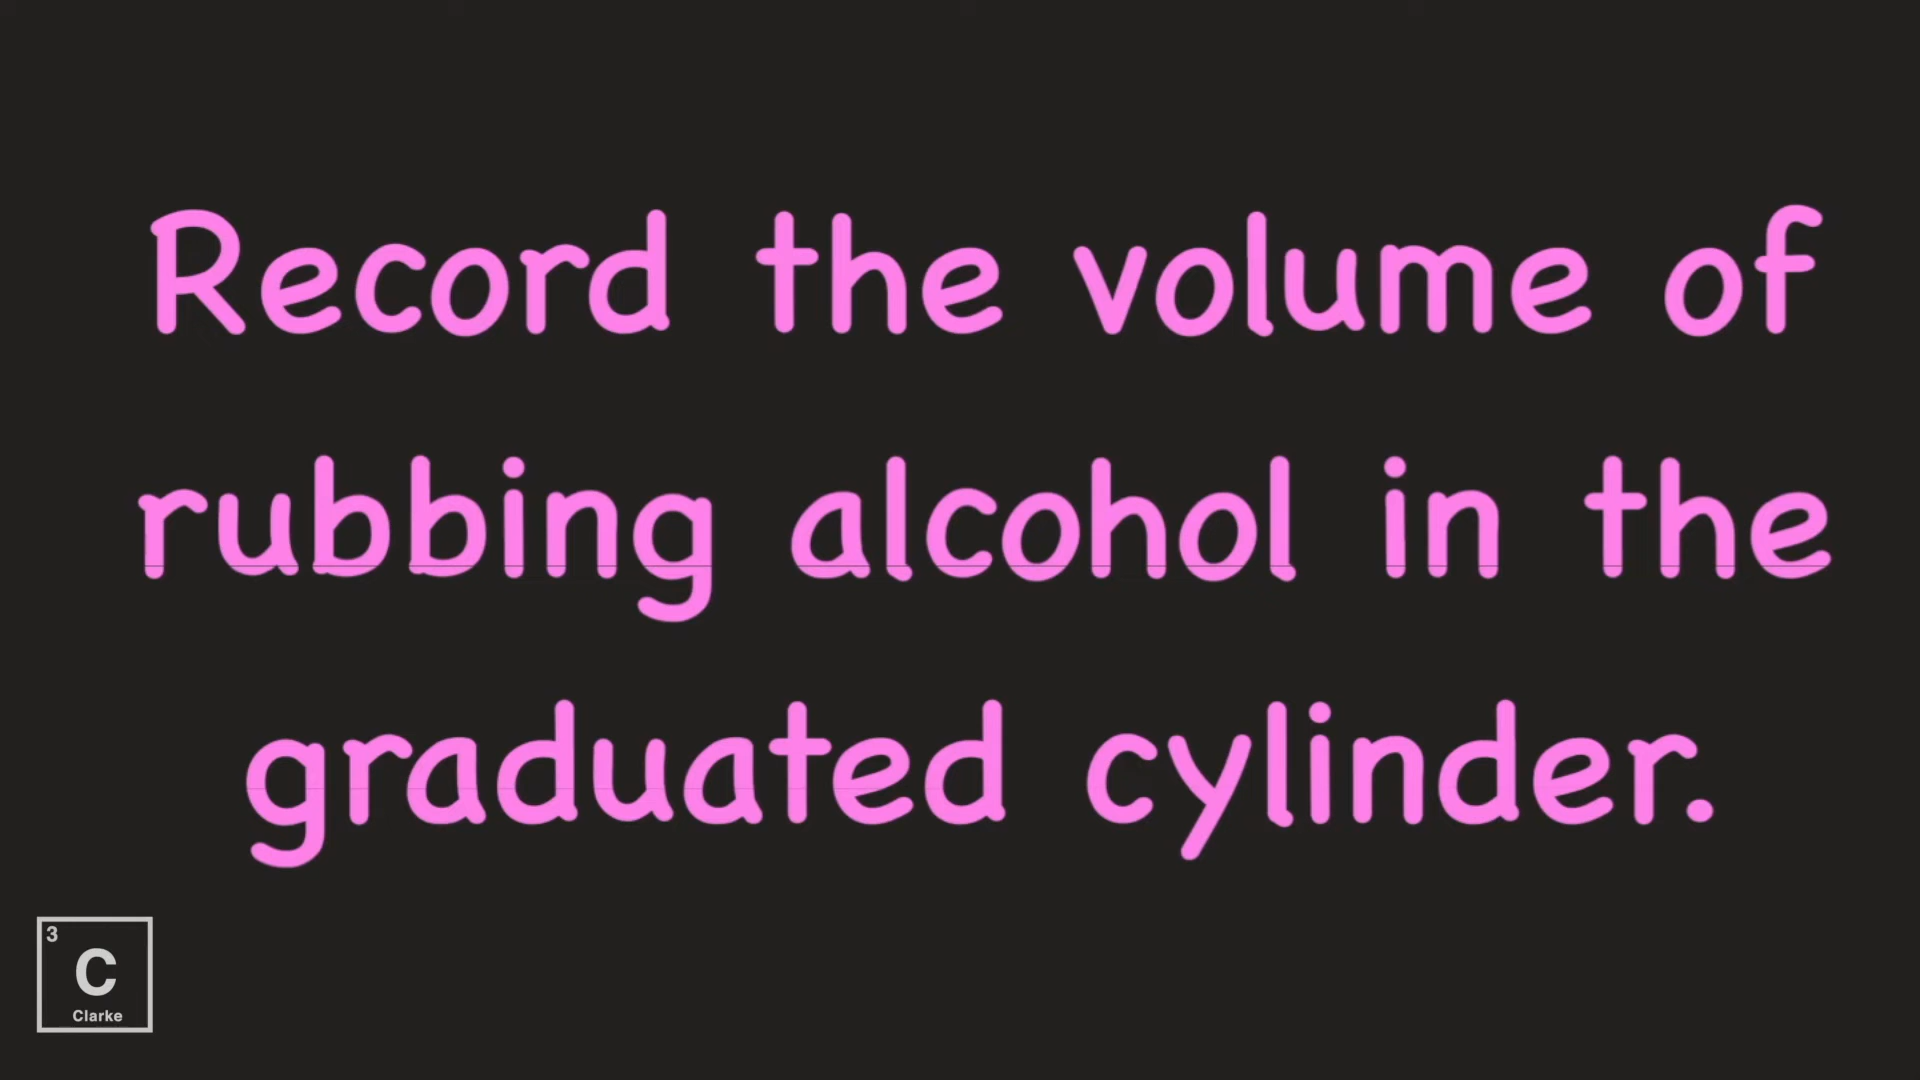 Record the volume of
rubbing alcohol in the
graduated cylinder.
3
C
Clarke